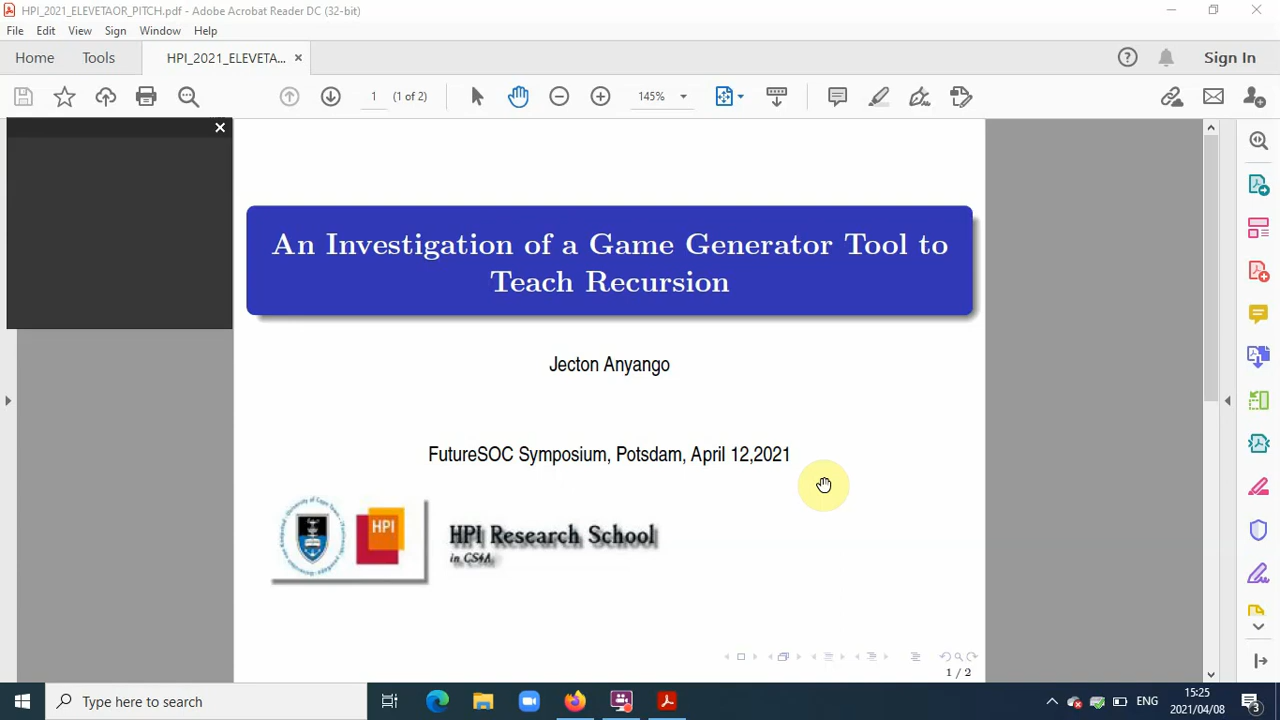 HPI_2021_ELEVETAOR_PITCH.pdf - Adobe Acrobat Reader DC (32-bit)
File Edit View Sign Window Help
Home Tools HPI_2021_ELEVETA... Sign In
1 (1 of 2) 145%
An Investigation of a Game Generator Tool to
Teach Recursion
Jecton Anyango
FutureSOC Symposium, Potsdam, April 12,2021
HPI
HPI Research School
in CS4A
1 / 2
Type here to search
ENG
15:25
2021/04/08
3